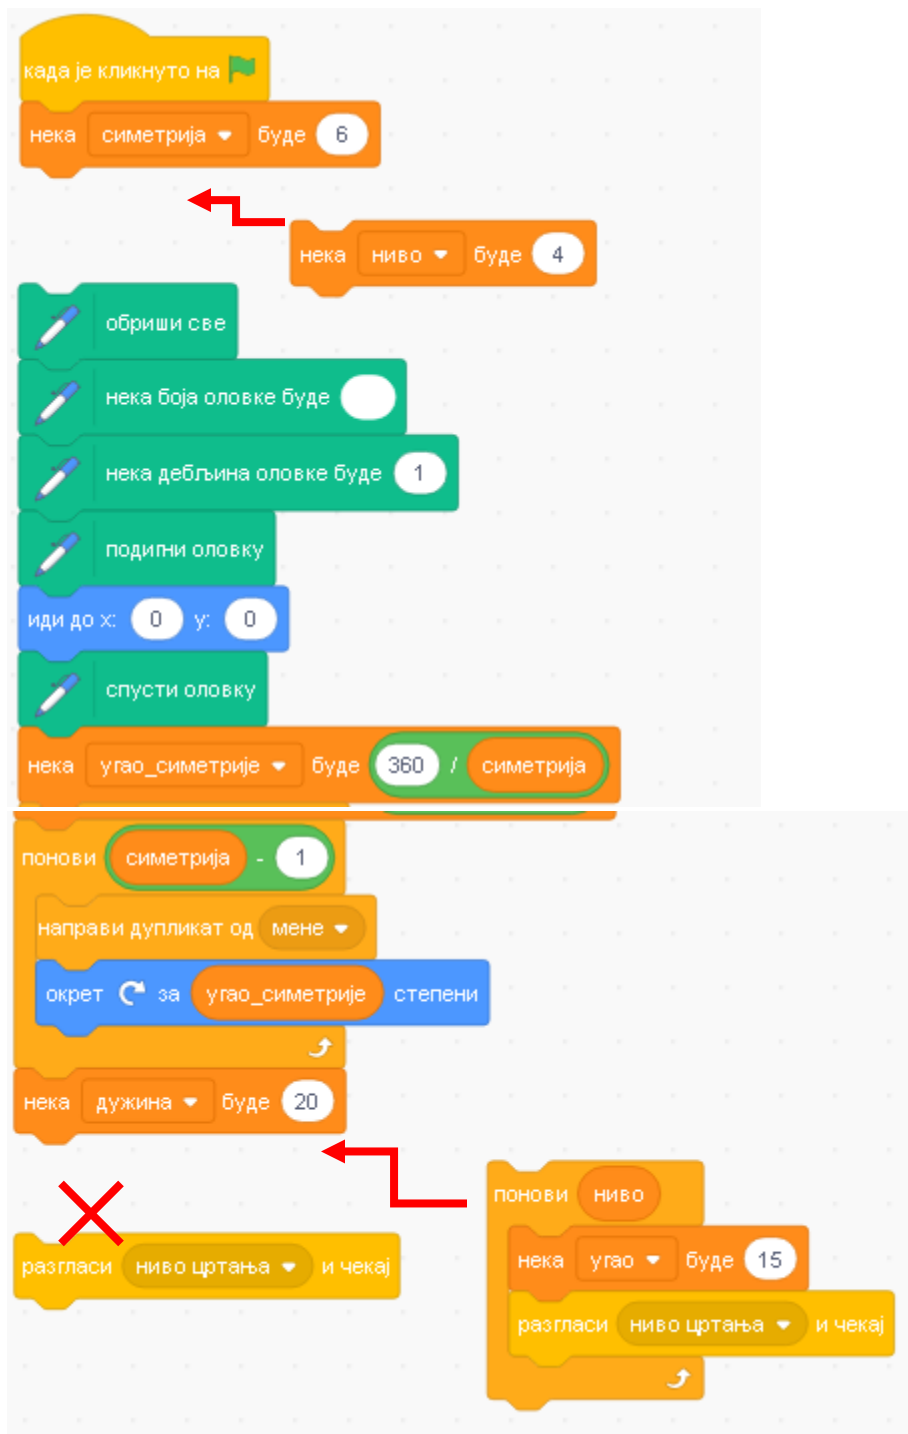 када је кликнуто на
нека симетрија буде 6
нека ниво буде 4
обриши све
нека боја оловке буде
нека дебљина оловке буде 1
подигни оловку
иди до x: 0 y: 0
спусти оловку
нека угао_симетрије буде 360 / симетрија
понови симетрија - 1
направи дупликат од мене
окрет за угао_симетрије степени
нека дужина буде 20
понови ниво
нека угао буде 15
разгласи ниво цртања и чекај
разгласи ниво цртања и чекај